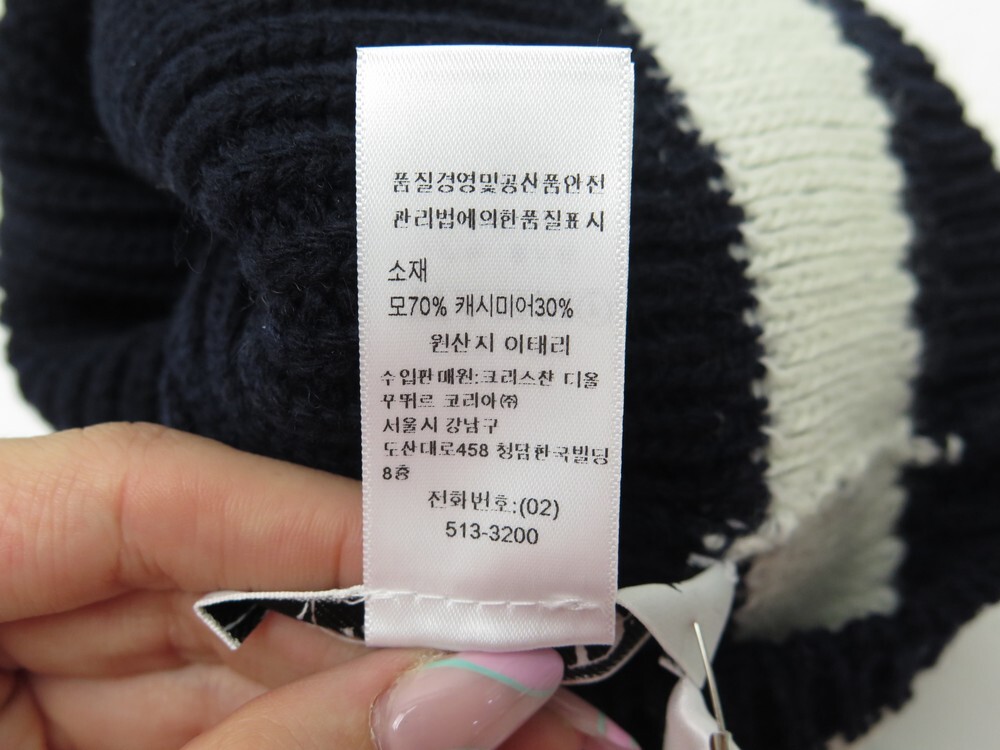 품질경영및공산품안전
관리법에의한품질표시
소재
모70% 캐시미어30%
원산지 이태리
수입판매원:크리스챤 디올
꾸뛰르 코리아㈜
서울시 강남구
도산대로458 청담한국빌딩
8층
전화번호:(02)
513-3200